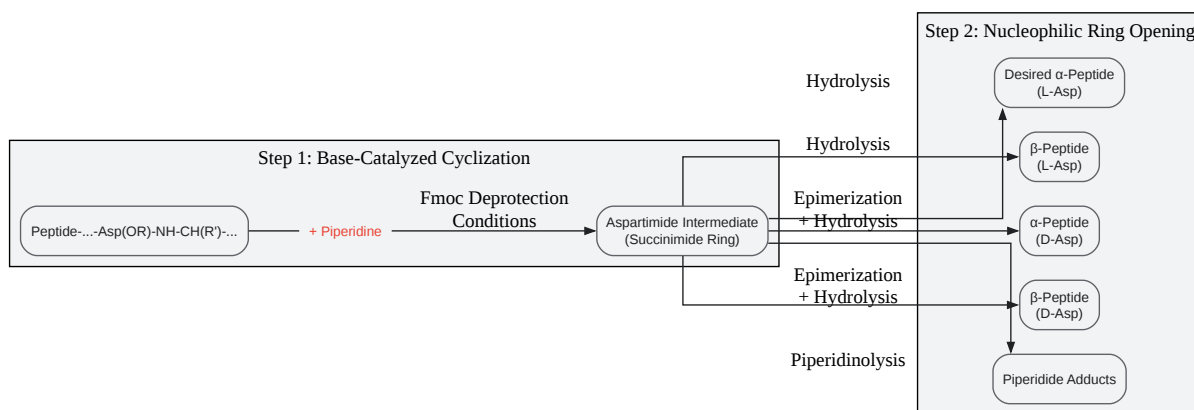 Step 1: Base-Catalyzed Cyclization
Peptide-...-Asp(OR)-NH-CH(R')-...
+ Piperidine
Fmoc Deprotection
Conditions
Aspartimide Intermediate
(Succinimide Ring)
Hydrolysis
Hydrolysis
Epimerization
+ Hydrolysis
Epimerization
+ Hydrolysis
Piperidinolysis
Step 2: Nucleophilic Ring Opening
Desired α-Peptide
(L-Asp)
β-Peptide
(L-Asp)
α-Peptide
(D-Asp)
β-Peptide
(D-Asp)
Piperidide Adducts